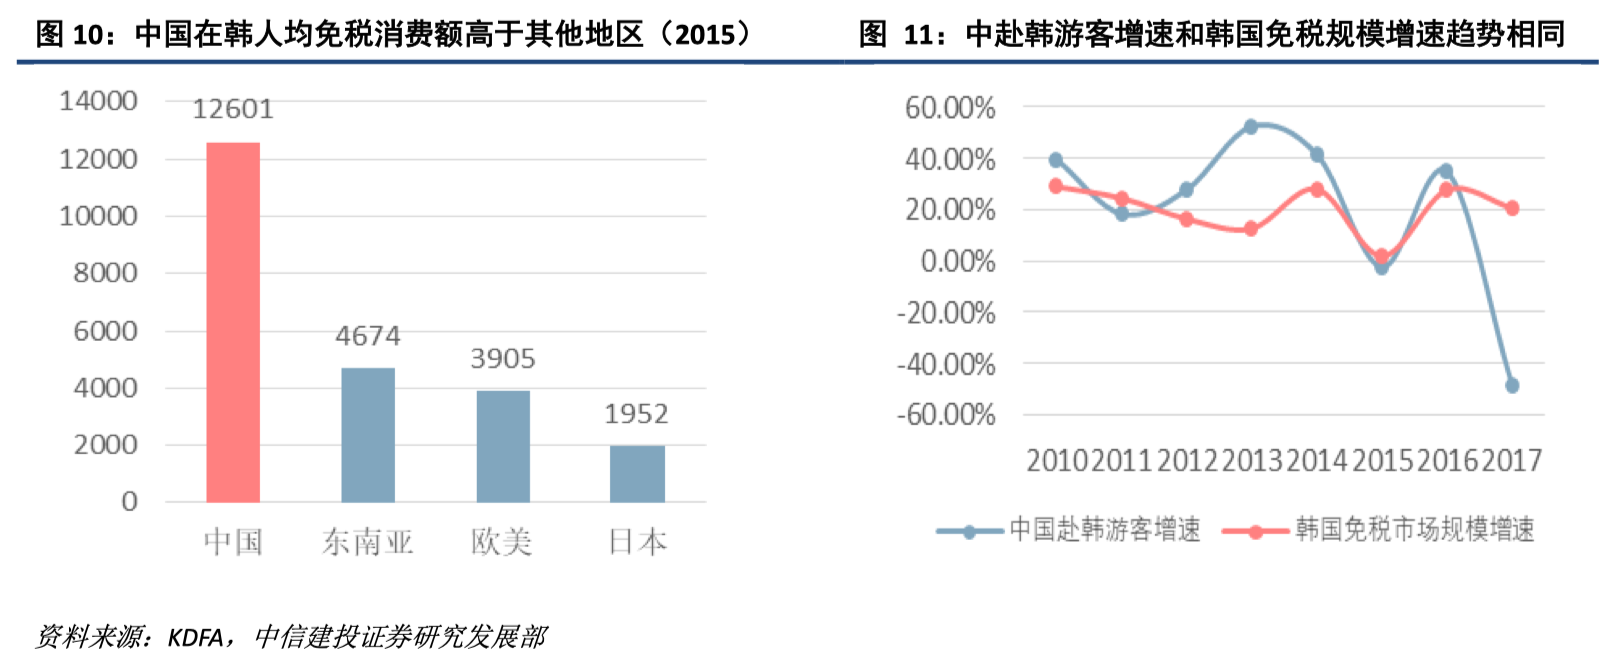 图 10：中国在韩人均免税消费额高于其他地区（2015）
14000
12000
10000
8000
6000
4000
2000
0
12601
4674
3905
1952
中国
东南亚
欧美
日本
图 11：中赴韩游客增速和韩国免税规模增速趋势相同
60.00%
40.00%
20.00%
0.00%
-20.00%
-40.00%
-60.00%
2010 2011 2012 2013 2014 2015 2016 2017
中国赴韩游客增速
韩国免税市场规模增速
资料来源：KDFA，中信建投证券研究发展部